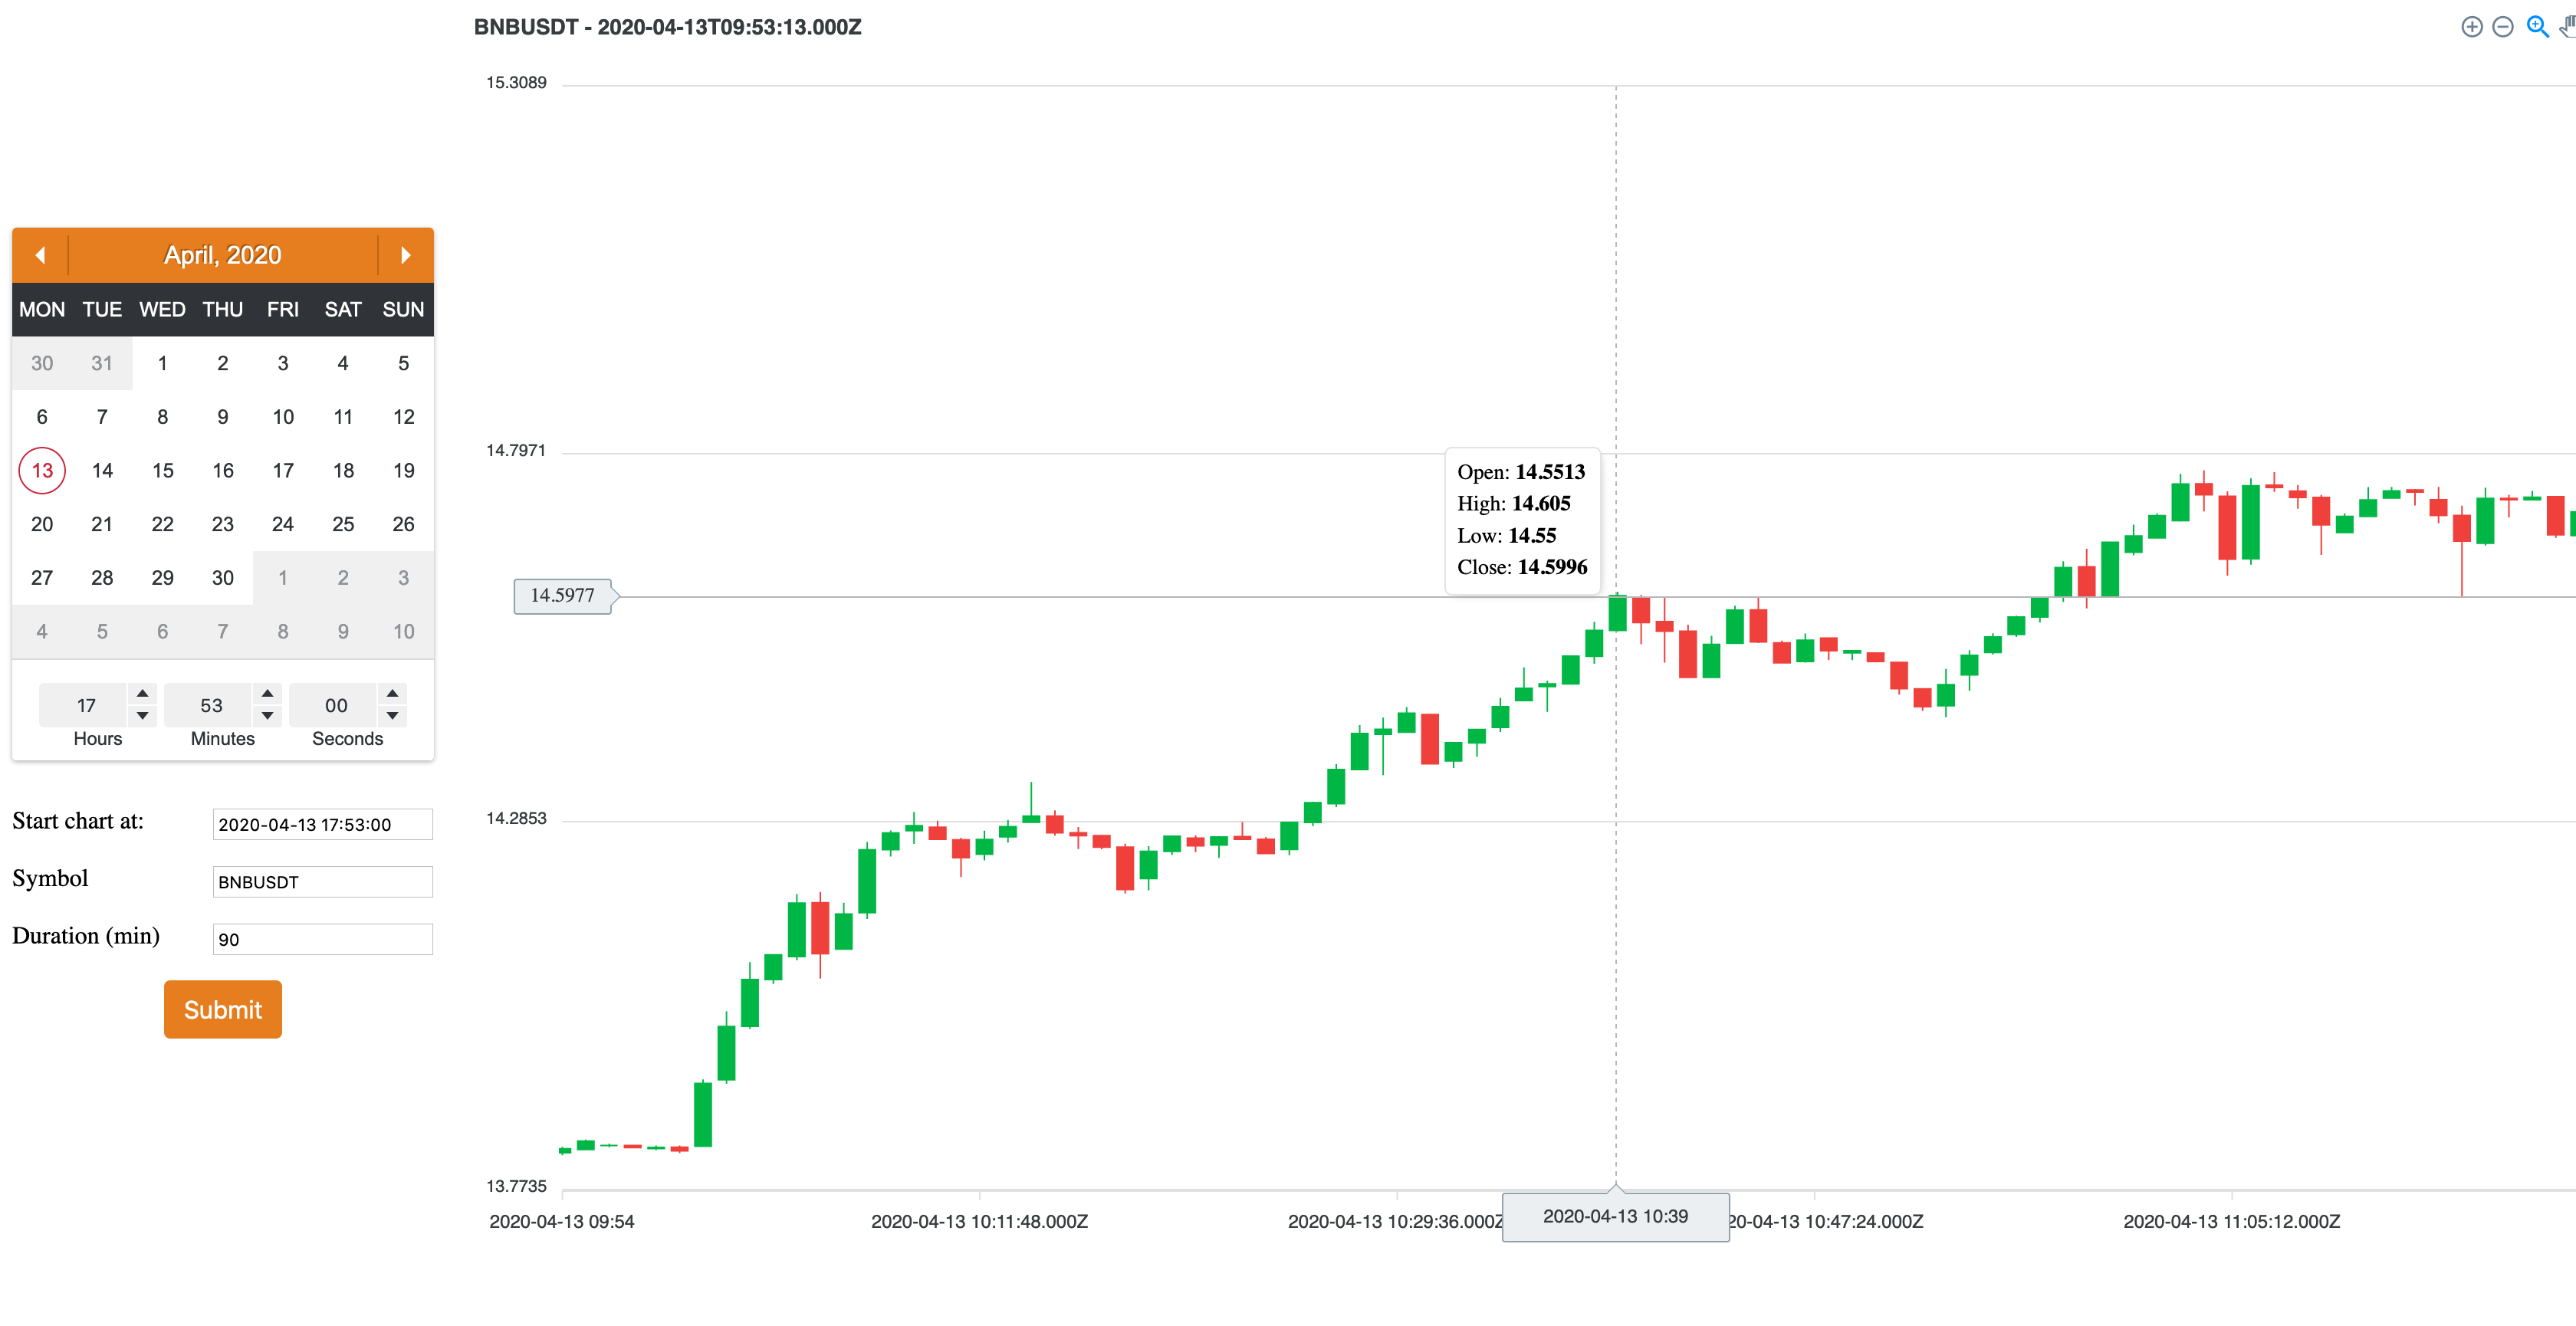 BNBUSDT - 2020-04-13T09:53:13.000Z
April, 2020
MON TUE WED THU FRI SAT SUN
30 31 1 2 3 4 5
6 7 8 9 10 11 12
13 14 15 16 17 18 19
20 21 22 23 24 25 26
27 28 29 30 1 2 3
4 5 6 7 8 9 10
17 53 00
Hours Minutes Seconds
Start chart at: 2020-04-13 17:53:00
Symbol BNBUSDT
Duration (min) 90
Submit
15.3089
14.7971
Open: 14.5513
High: 14.605
Low: 14.55
Close: 14.5996
14.5977
14.2853
13.7735
2020-04-13 09:54 2020-04-13 10:11:48.000Z 2020-04-13 10:29:36.000Z 2020-04-13 10:39 20-04-13 10:47:24.000Z 2020-04-13 11:05:12.000Z